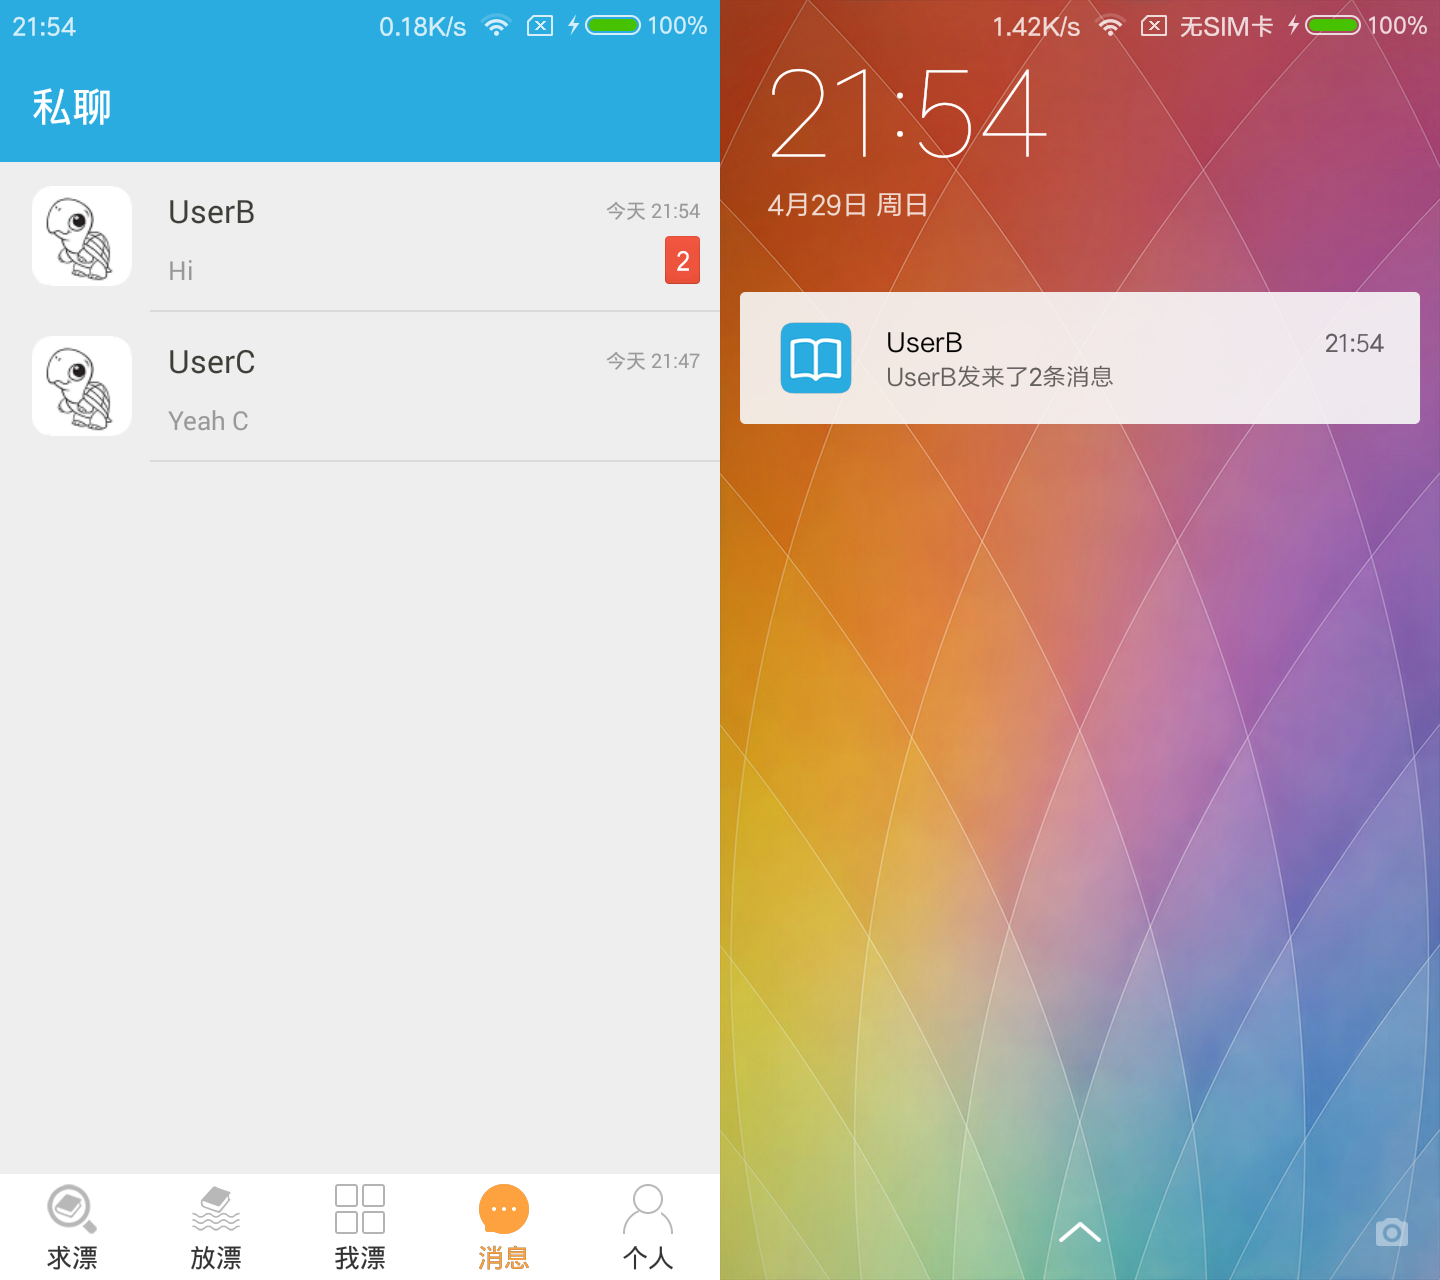 21:54 0.18K/s 100%
私聊
UserB 今天 21:54
Hi 2
UserC 今天 21:47
Yeah C
求漂 放漂 我漂 消息 个人
1.42K/s 无SIM卡 100%
21:54
4月29日 周日
UserB 21:54
UserB发来了2条消息